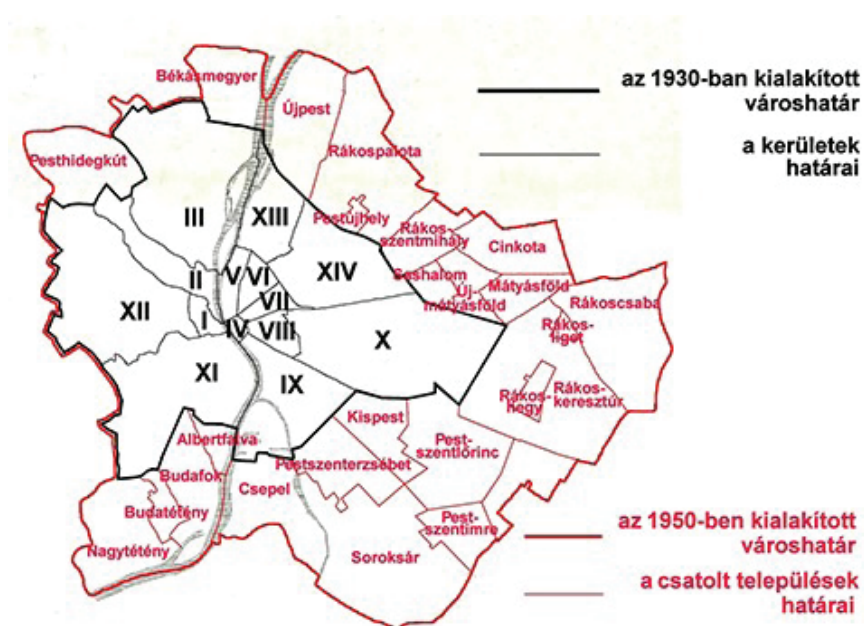 Békásmegyer
Újpest
Pesthidegkút
Rákospalota
Pestújhely
Rákos-
szentmihály
Cinkota
Sashalom
Mátyásföld
Új-
mátyásföld
Rákoscsaba
Rákos-
liget
Rákos-
hegy
Rákos-
keresztúr
III
XIII
XIV
II
V
VI
VII
XII
I
IV
VIII
X
XI
IX
Kispest
Pest-
szentlőrinc
Albertfalva
Pestszenterzsébet
Budafok
Csepel
Budatétény
Pest-
szentimre
Nagytétény
Soroksár
az 1930-ban kialakított
városhatár
a kerületek
határai
az 1950-ben kialakított
városhatár
a csatolt települések
határai